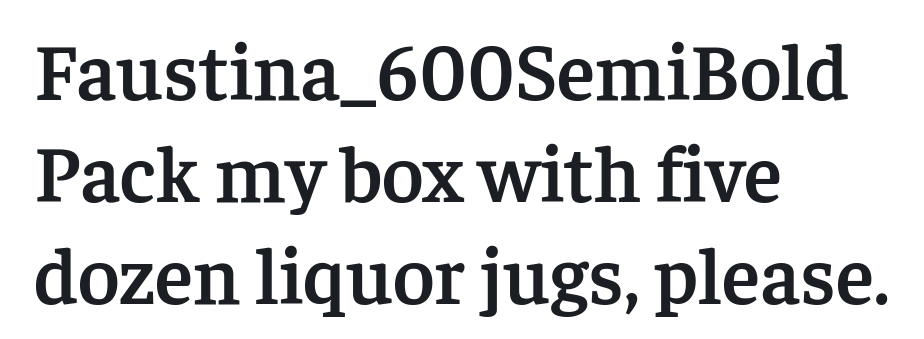 Faustina_600SemiBold
Pack my box with five
dozen liquor jugs, please.